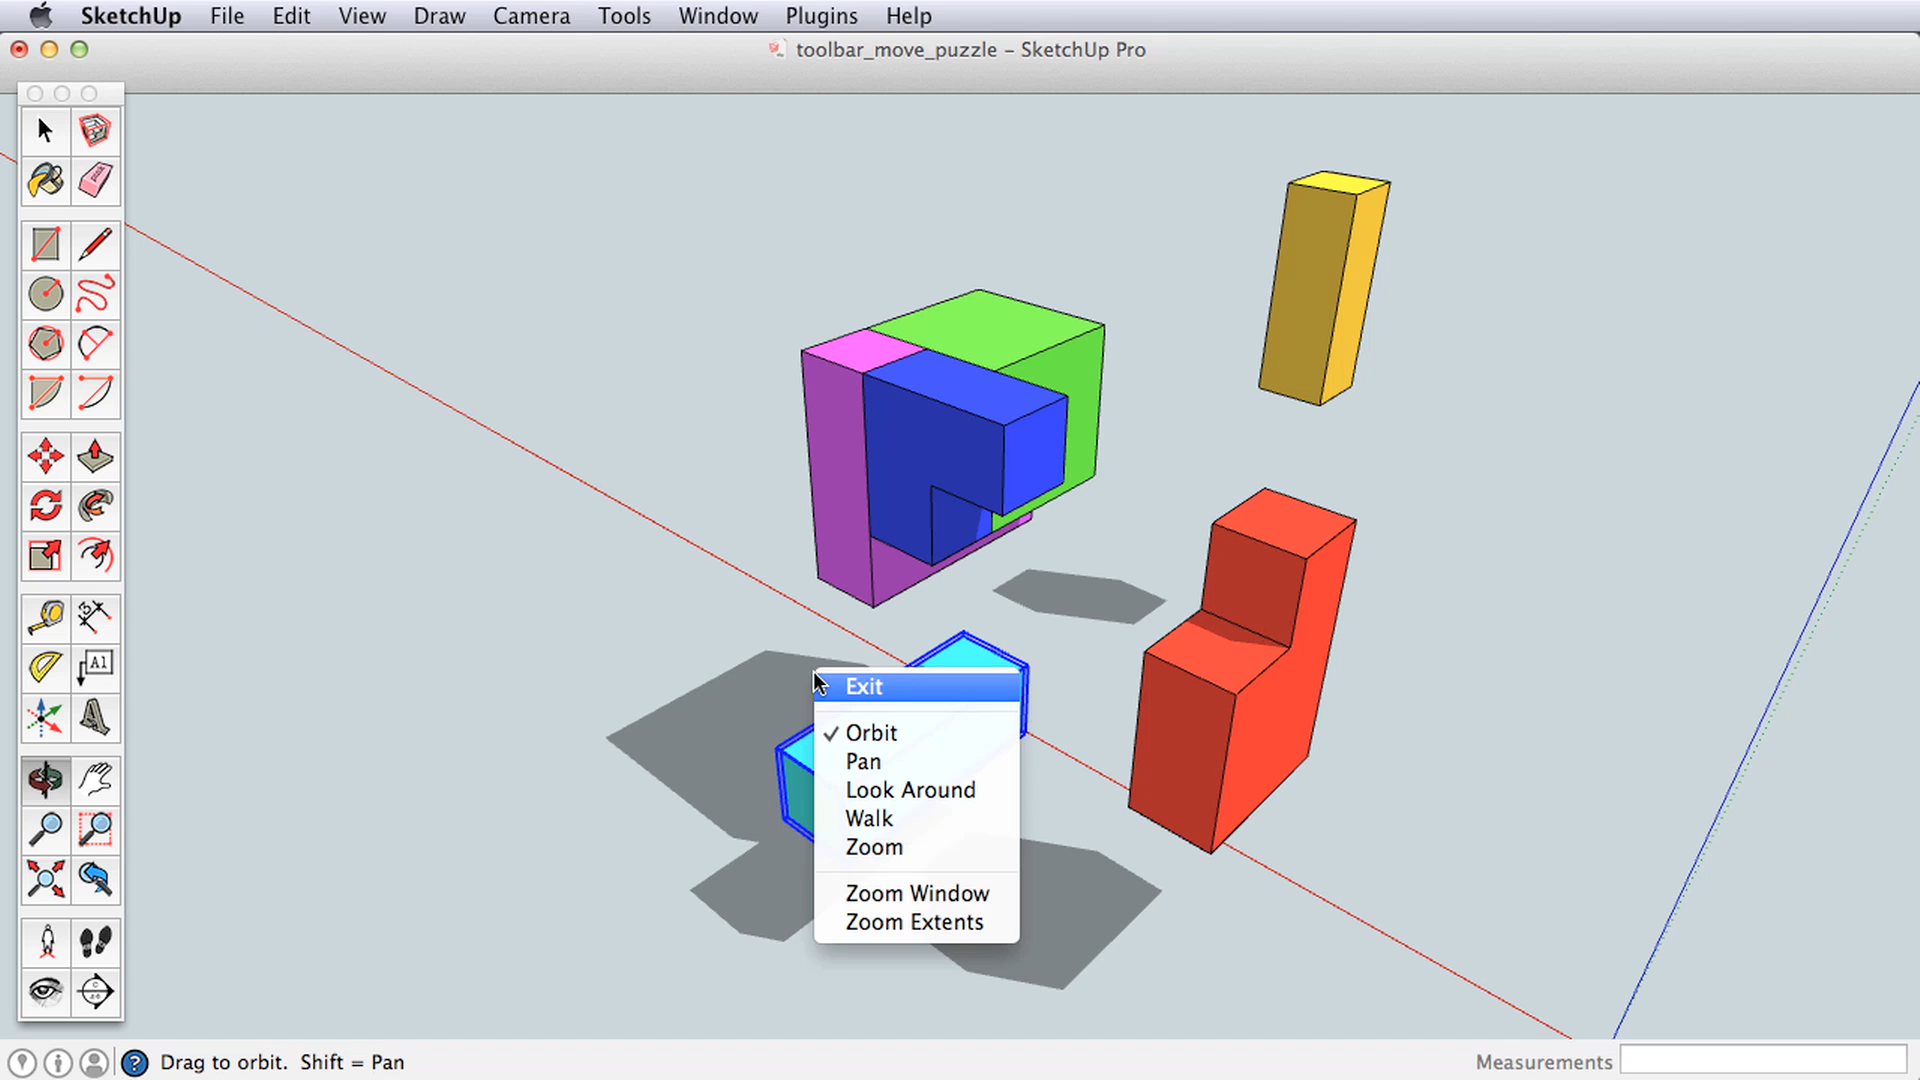 SketchUp File Edit View Draw Camera Tools Window Plugins Help
toolbar_move_puzzle – SketchUp Pro
A1
Exit
✓ Orbit
Pan
Look Around
Walk
Zoom
Zoom Window
Zoom Extents
? Drag to orbit. Shift = Pan
Measurements